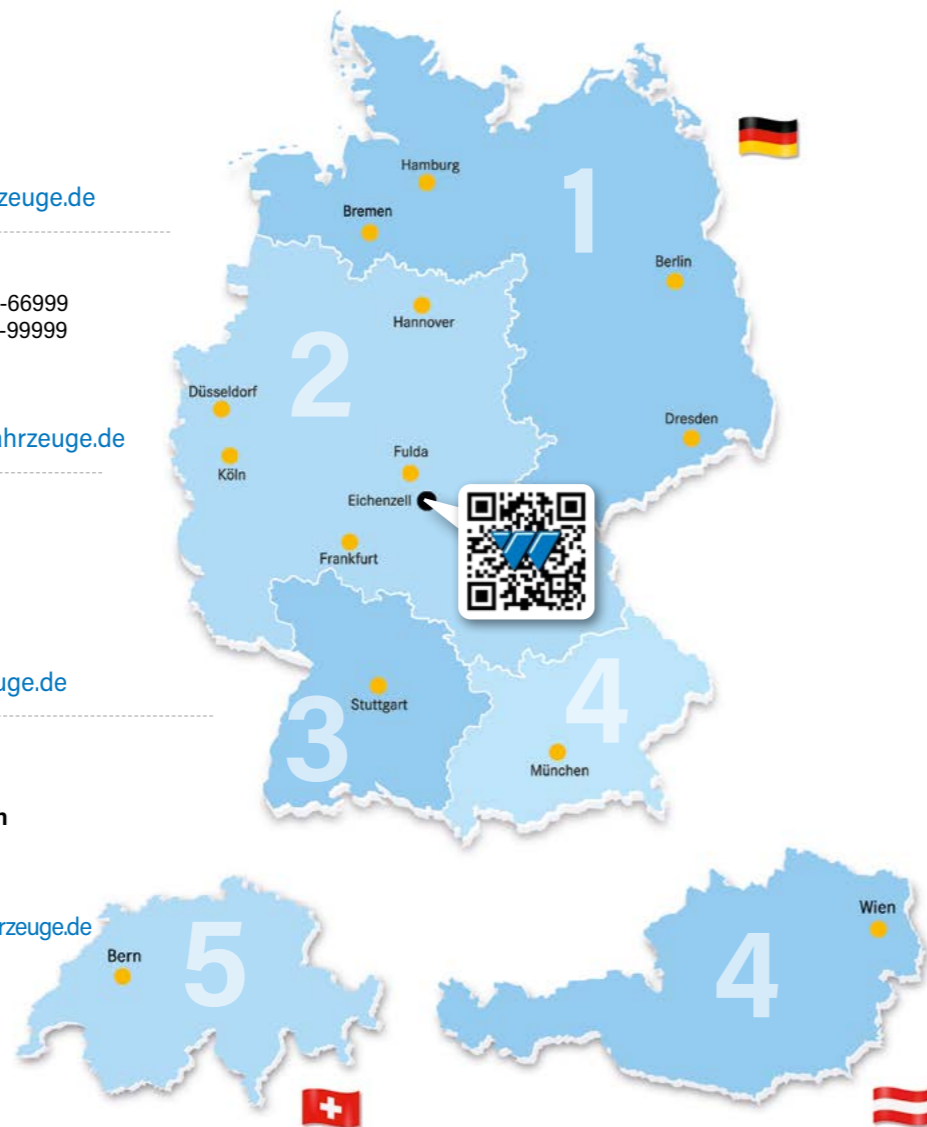 zeuge.de
-66999
-99999
ahrzeuge.de
uge.de
n
rzeuge.de
1
Hamburg
Bremen
Berlin
2
Hannover
Düsseldorf
Köln
Dresden
Fulda
Eichenzell
Frankfurt
3
Stuttgart
4
München
5
Bern
4
Wien